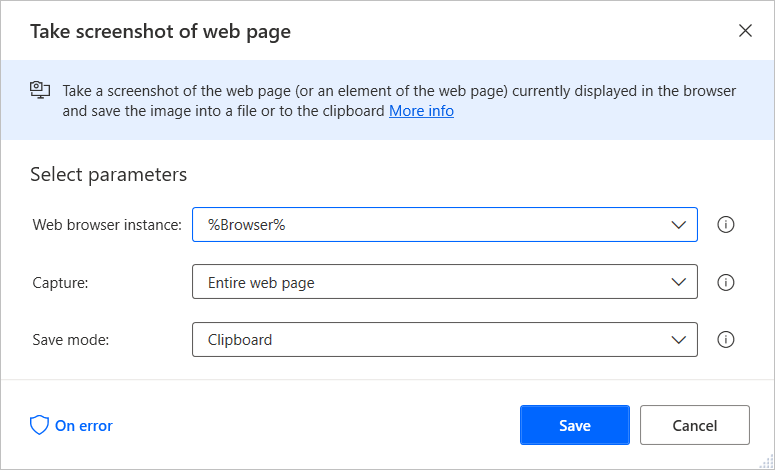 Take screenshot of web page
Take a screenshot of the web page (or an element of the web page) currently displayed in the browser
and save the image into a file or to the clipboard More info
Select parameters
Web browser instance: %Browser%
Capture: Entire web page
Save mode: Clipboard
On error Save Cancel